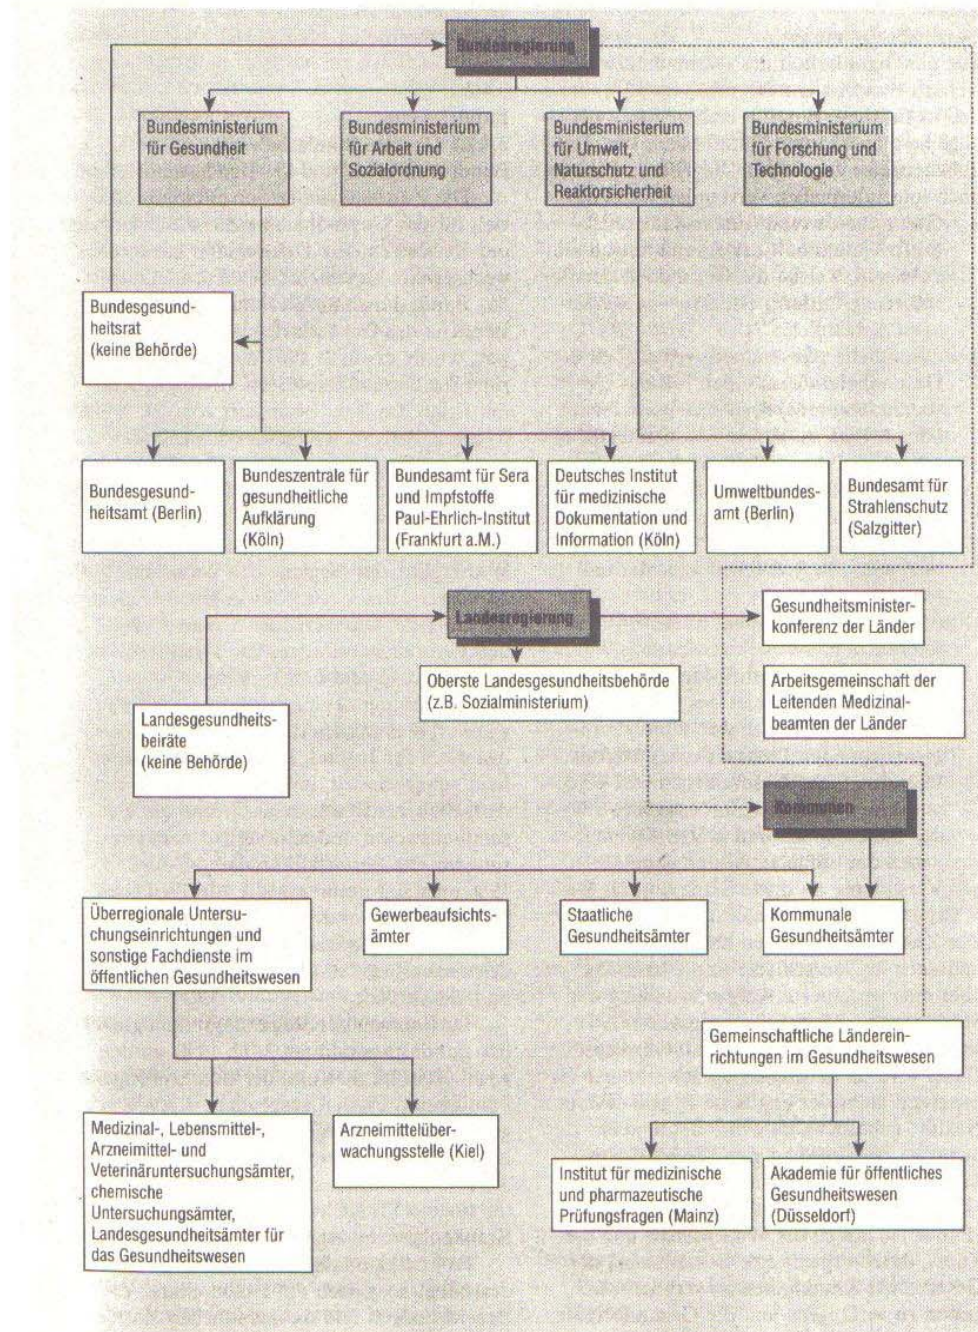 Bundesregierung
Bundesministerium
für Gesundheit
Bundesministerium
für Arbeit und
Sozialordnung
Bundesministerium
für Umwelt,
Naturschutz und
Reaktorsicherheit
Bundesministerium
für Forschung und
Technologie
Bundesgesund-
heitsrat
(keine Behörde)
Bundesgesund-
heitsamt (Berlin)
Bundeszentrale für
gesundheitliche
Aufklärung
(Köln)
Bundesamt für Sera
und Impfstoffe
Paul-Ehrlich-Institut
(Frankfurt a.M.)
Deutsches Institut
für medizinische
Dokumentation und
Information (Köln)
Umweltbundes-
amt (Berlin)
Bundesamt für
Strahlenschutz
(Salzgitter)
Landesregierung
Gesundheitsminister-
konferenz der Länder
Oberste Landesgesundheitsbehörde
(z.B. Sozialministerium)
Arbeitsgemeinschaft der
Leitenden Medizinal-
beamten der Länder
Landesgesundheits-
beiräte
(keine Behörde)
Kommunen
Überregionale Untersu-
chungseinrichtungen und
sonstige Fachdienste im
öffentlichen Gesundheitswesen
Gewerbeaufsichts-
ämter
Staatliche
Gesundheitsämter
Kommunale
Gesundheitsämter
Gemeinschaftliche Länderein-
richtungen im Gesundheitswesen
Medizinal-, Lebensmittel-,
Arzneimittel- und
Veterinäruntersuchungsämter,
chemische
Untersuchungsämter,
Landesgesundheitsämter für
das Gesundheitswesen
Arzneimittelüber-
wachungsstelle (Kiel)
Institut für medizinische
und pharmazeutische
Prüfungsfragen (Mainz)
Akademie für öffentliches
Gesundheitswesen
(Düsseldorf)